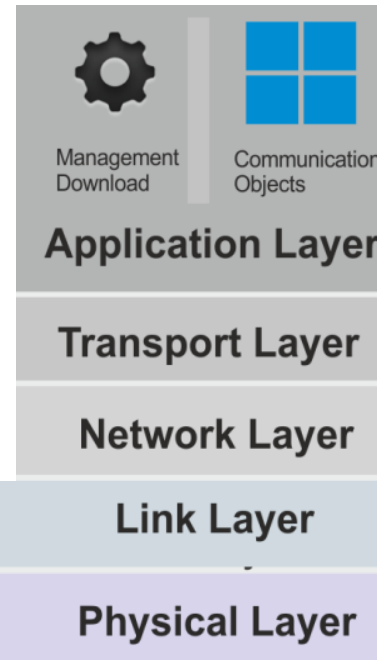 Management
Download
Communication
Objects
Application Layer
Transport Layer
Network Layer
Link Layer
Physical Layer